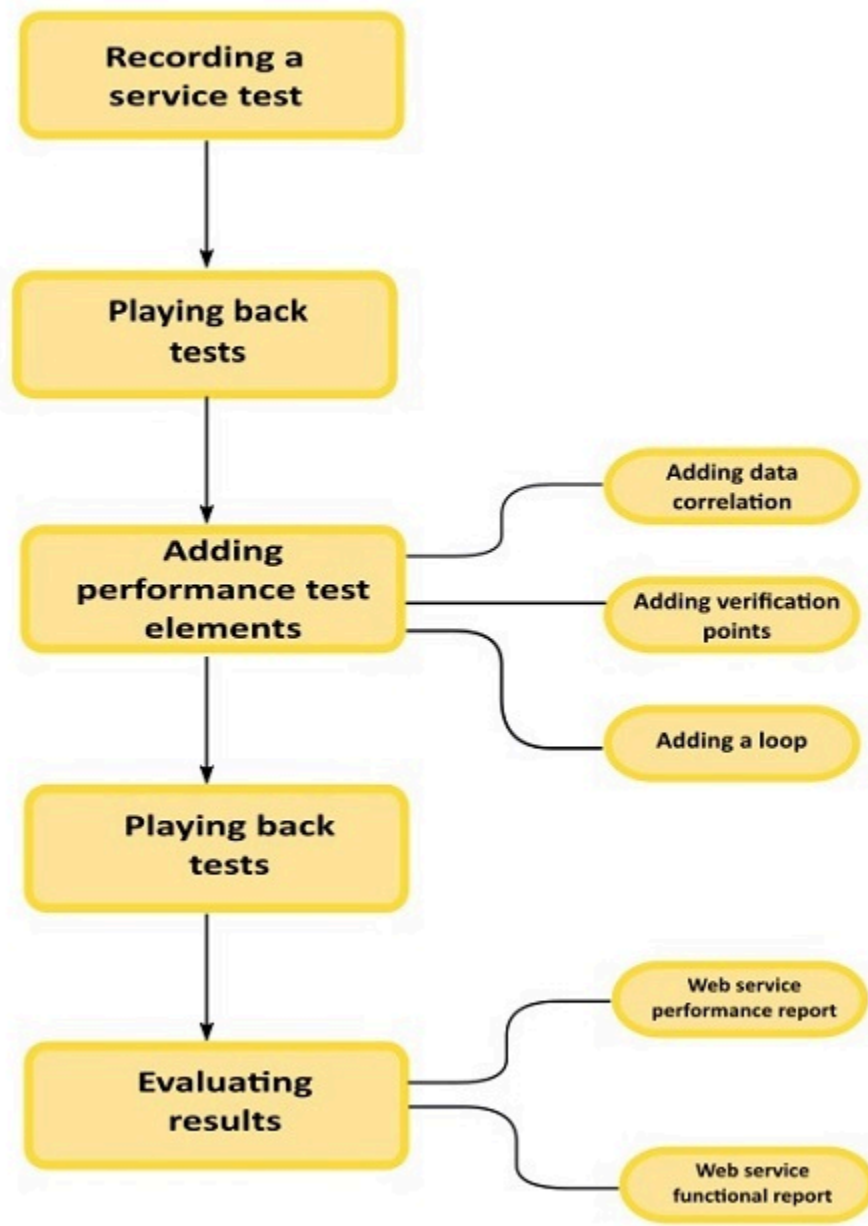 Recording a
service test
Playing back
tests
Adding
performance test
elements
Adding data
correlation
Adding verification
points
Adding a loop
Playing back
tests
Evaluating
results
Web service
performance report
Web service
functional report